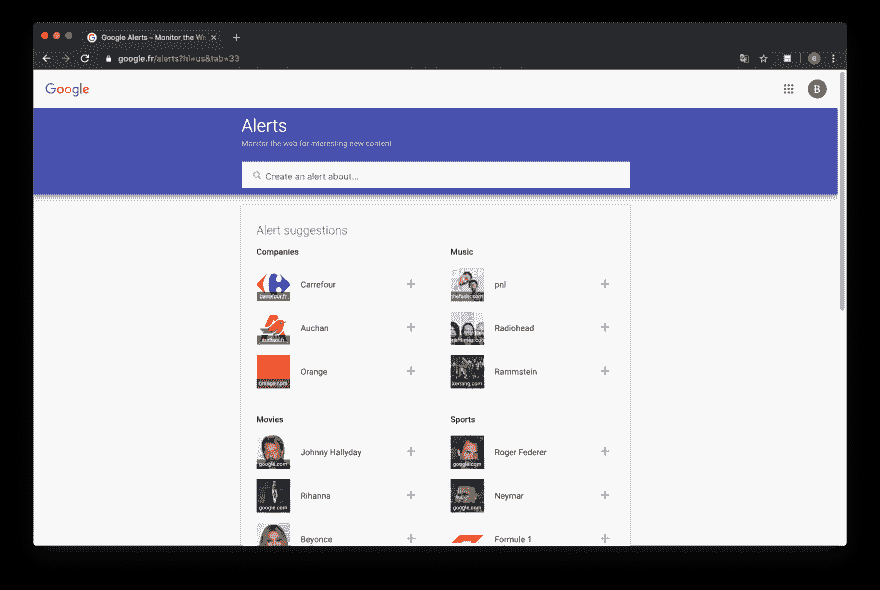 Google Alerts - Monitor the We
google.fr/alerts?hl=us&tab=33
Google
B
Alerts
Monitor the web for interesting new content
Create an alert about...
Alert suggestions
Companies
Carrefour
carrefour.fr
Auchan
auchan.fr
Orange
orange.com
Music
pnl
Radiohead
Rammstein
kerrang.com
Movies
Johnny Hallyday
google.com
Rihanna
google.com
Beyonce
Sports
Roger Federer
google.com
Neymar
google.com
Formule 1